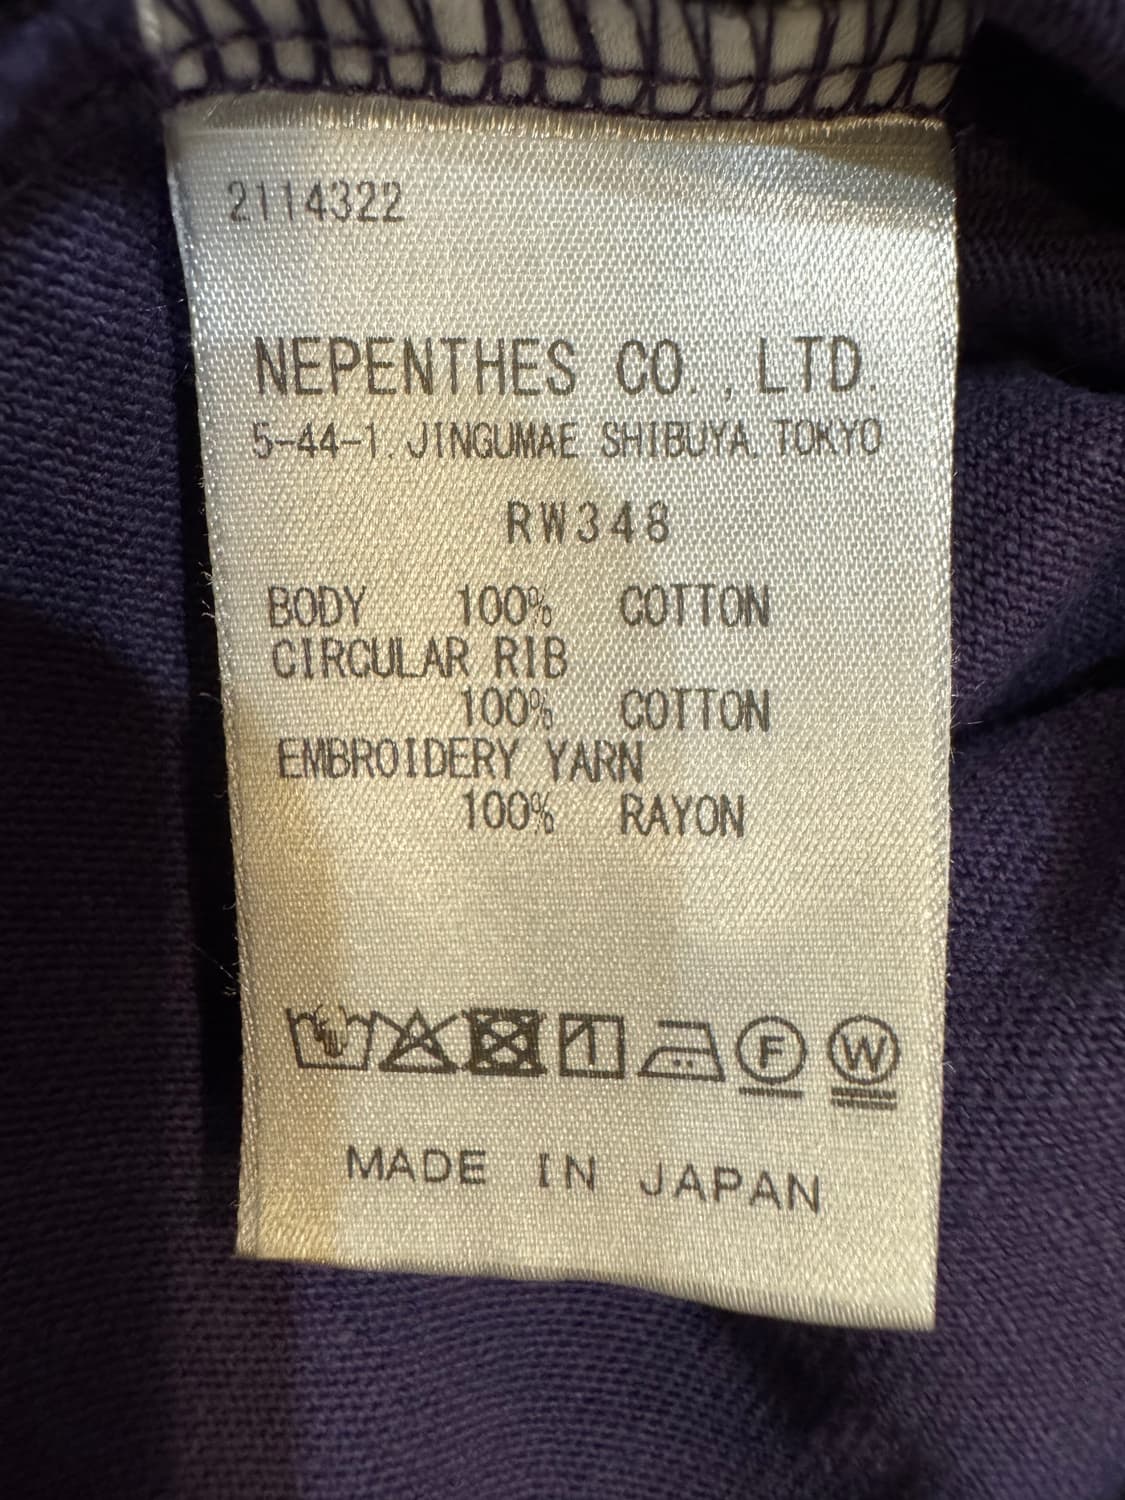 2114322
NEPENTHES CO.,LTD.
5-44-1.JINGUMAE SHIBUYA.TOKYO
RW348
BODY 100% COTTON
CIRCULAR RIB
100% COTTON
EMBROIDERY YARN
100% RAYON
1 F W
MADE IN JAPAN